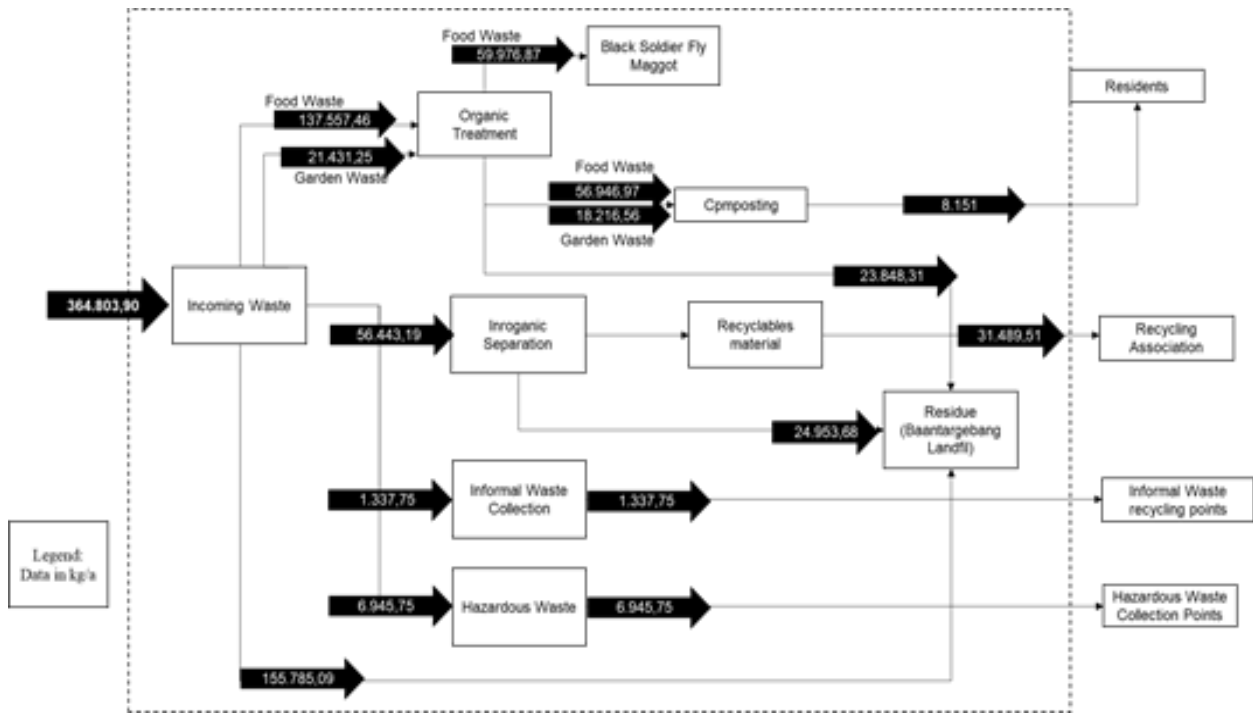 Food Waste
59.976,87
Black Soldier Fly
Maggot
Residents
Food Waste
137.557,46
Organic
Treatment
21.431,25
Garden Waste
Food Waste
56.946,97
Cpmposting
8.151
18.216,56
Garden Waste
23.848,31
364.803,90
Incoming Waste
56.443,19
Inroganic
Separation
Recyclables
material
31.489,51
Recycling
Association
24.953,68
Residue
(Baantargebang
Landfil)
1.337,75
Informal Waste
Collection
1.337,75
Informal Waste
recycling points
Legend:
Data in kg/a
6.945,75
Hazardous Waste
6.945,75
Hazardous Waste
Collection Points
155.785,09